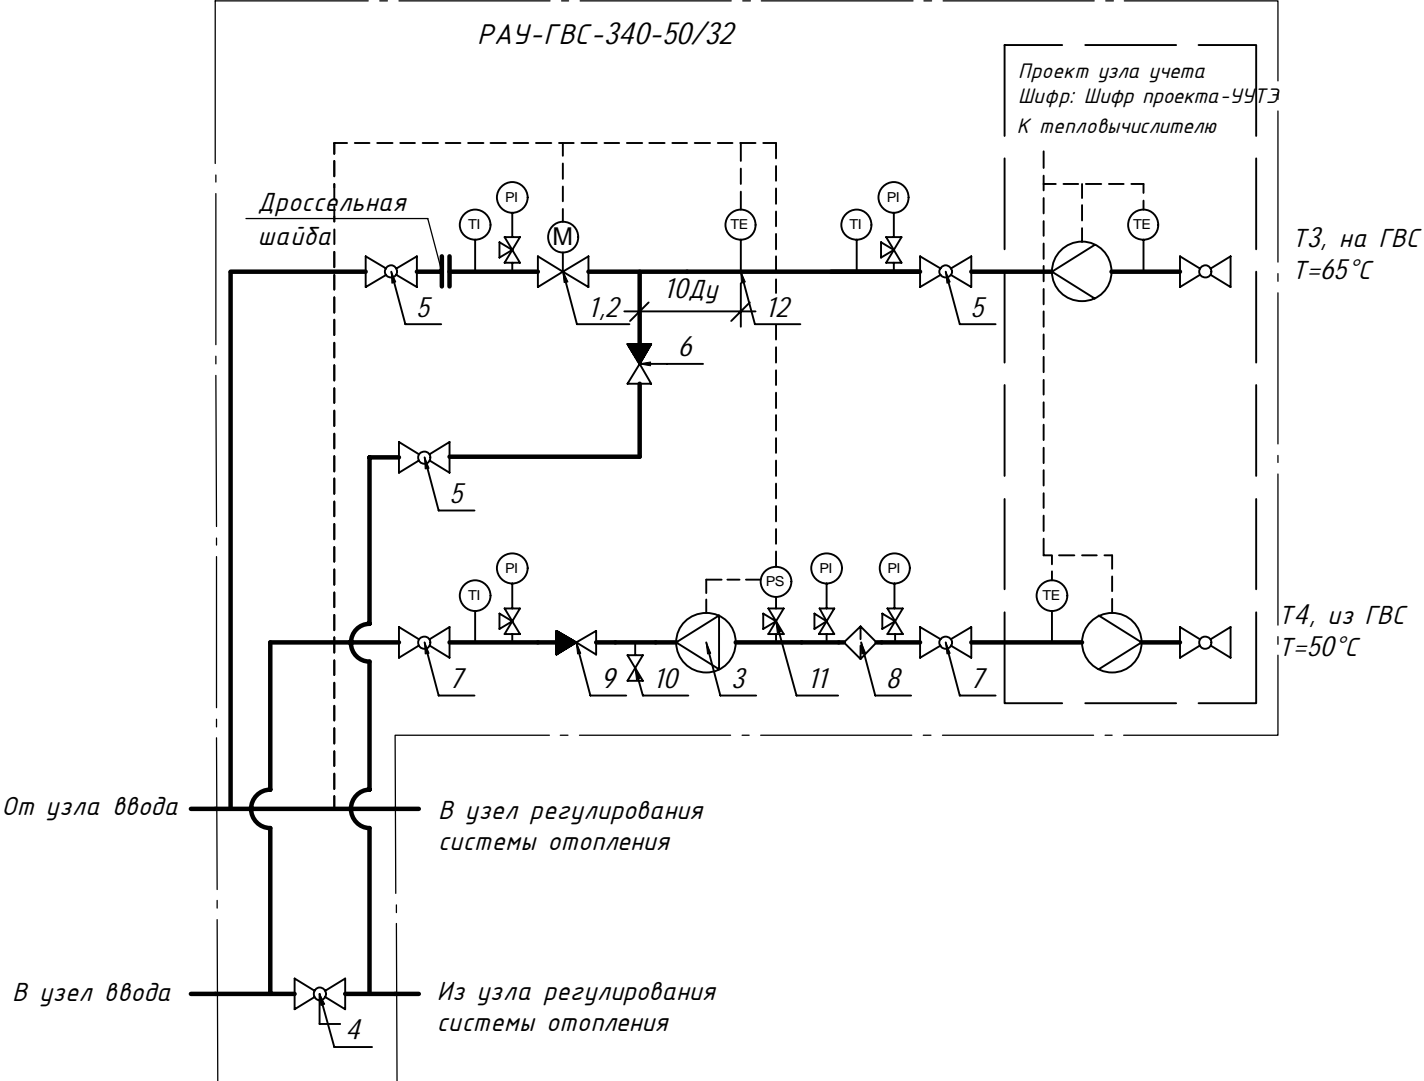 РАУ-ГВС-340-50/32
Проект узла учета
Шифр: Шифр проекта-УУТЭ
К тепловычислителю
Дроссельная
шайба
TI
PI
M
TE
TI
PI
TE
Т3, на ГВС
Т=65°С
5
1,2
10Ду
12
5
6
5
TI
PI
PS
PI
PI
TE
Т4, из ГВС
Т=50°С
7
9
10
3
11
8
7
От узла ввода
В узел регулирования
системы отопления
В узел ввода
Из узла регулирования
системы отопления
4